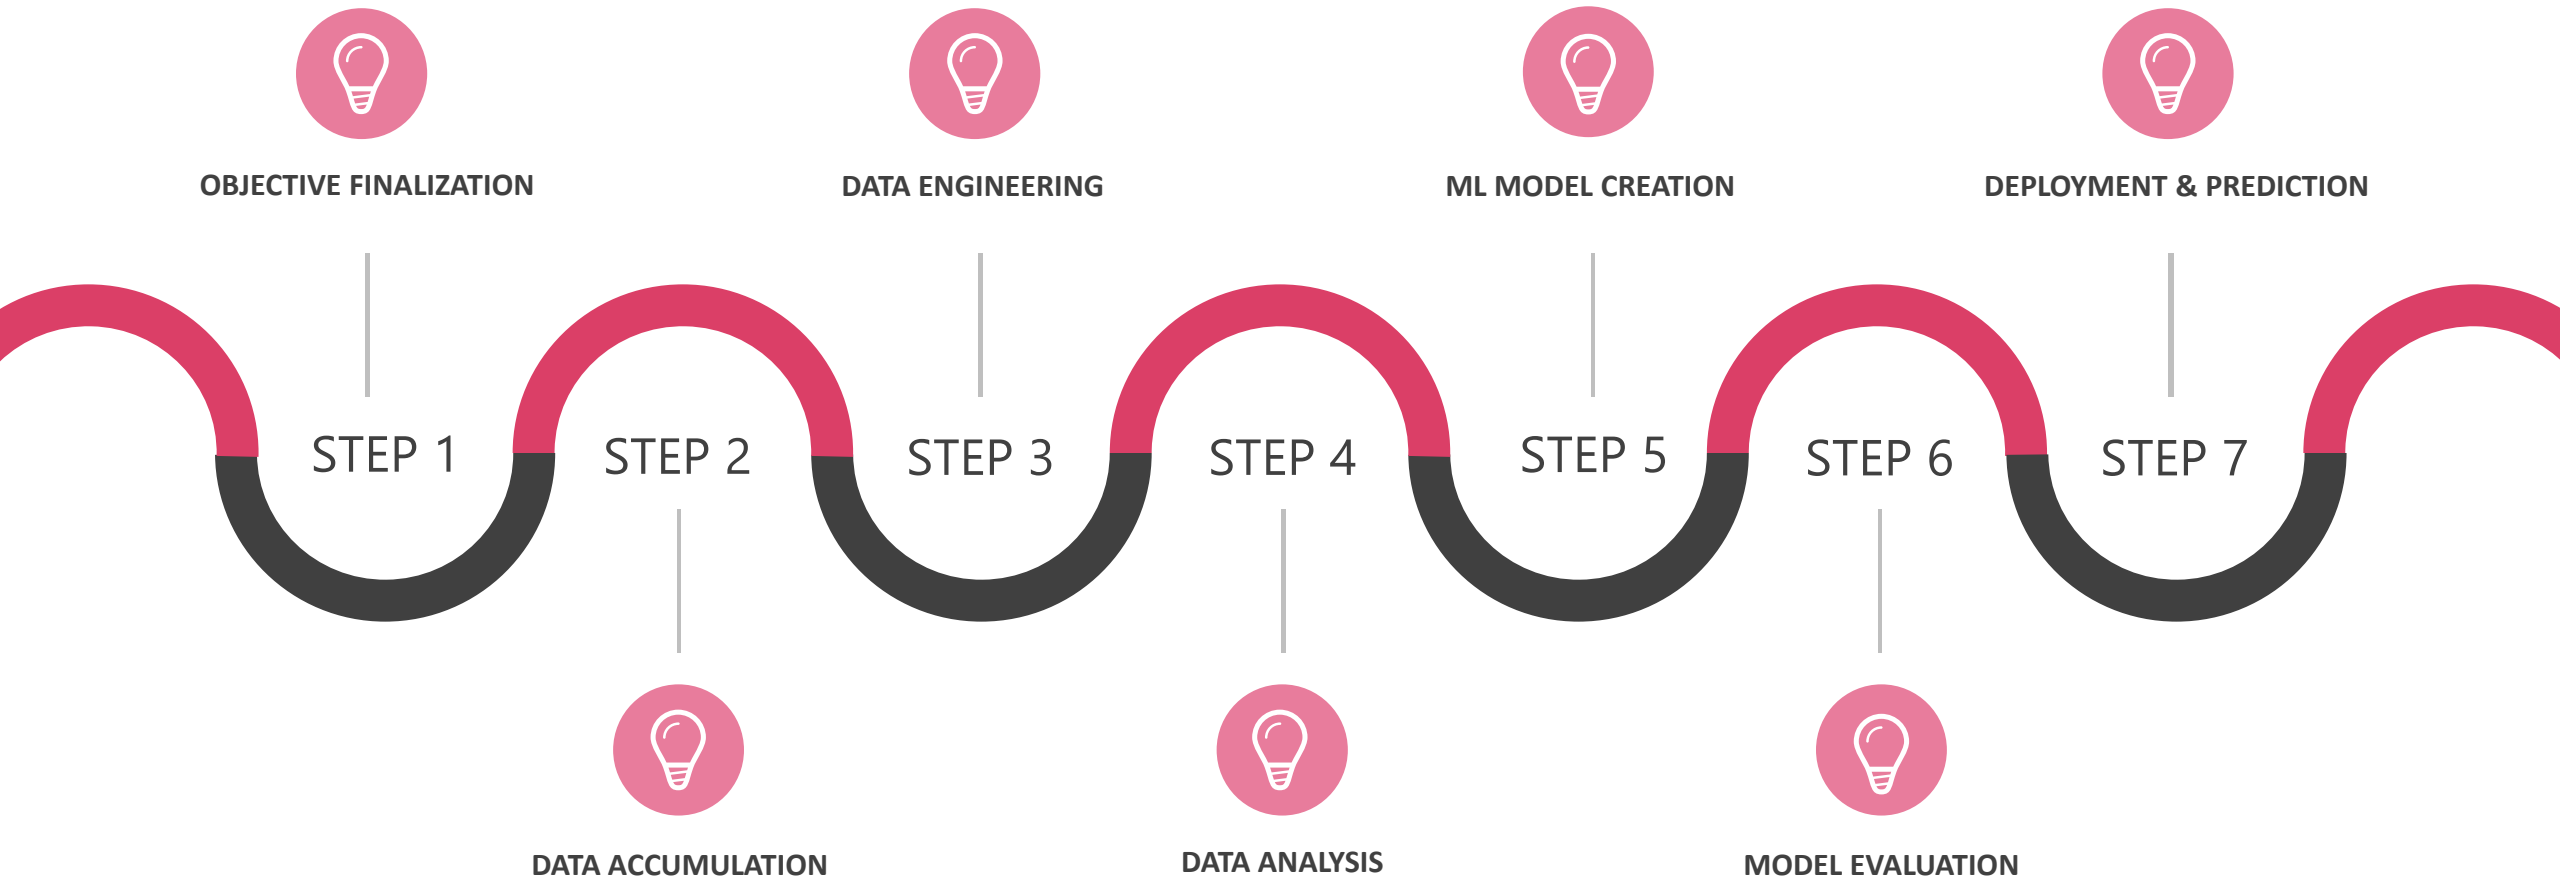 OBJECTIVE FINALIZATION
DATA ENGINEERING
ML MODEL CREATION
DEPLOYMENT & PREDICTION
STEP 1
STEP 2
STEP 3
STEP 4
STEP 5
STEP 6
STEP 7
DATA ACCUMULATION
DATA ANALYSIS
MODEL EVALUATION